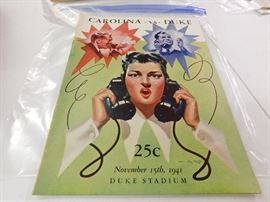 CAROLINA vs. DUKE
25c
November 15th, 1941
DUKE STADIUM